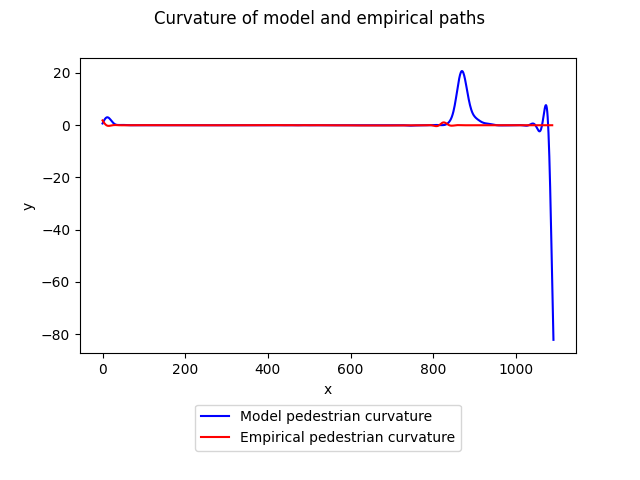 Curvature of model and empirical paths
20
0
−20
−40
−60
−80
y
0 200 400 600 800 1000
x
Model pedestrian curvature
Empirical pedestrian curvature